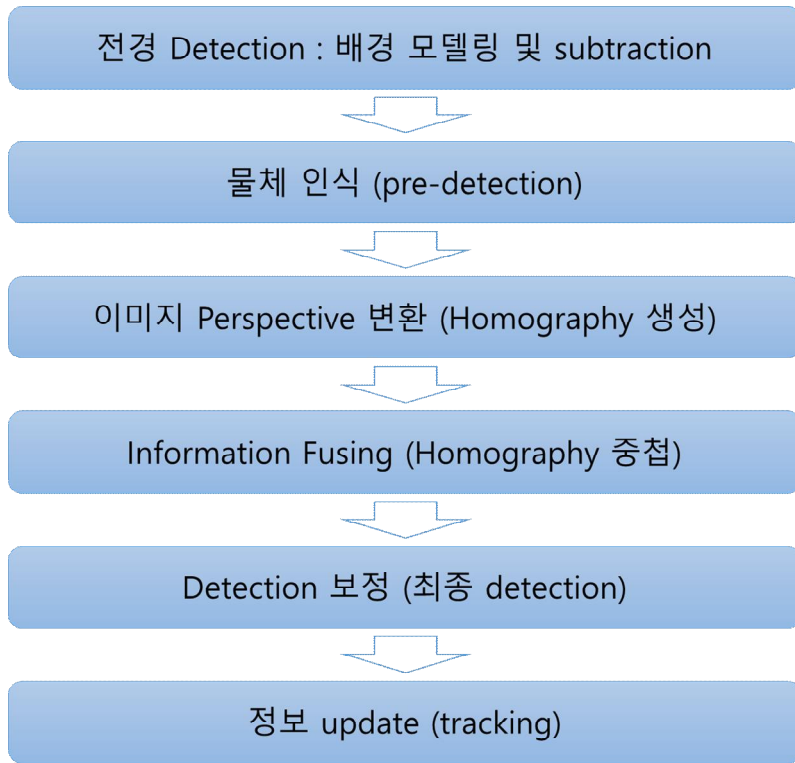 전경 Detection : 배경 모델링 및 subtraction
물체 인식 (pre-detection)
이미지 Perspective 변환 (Homography 생성)
Information Fusing (Homography 중첩)
Detection 보정 (최종 detection)
정보 update (tracking)